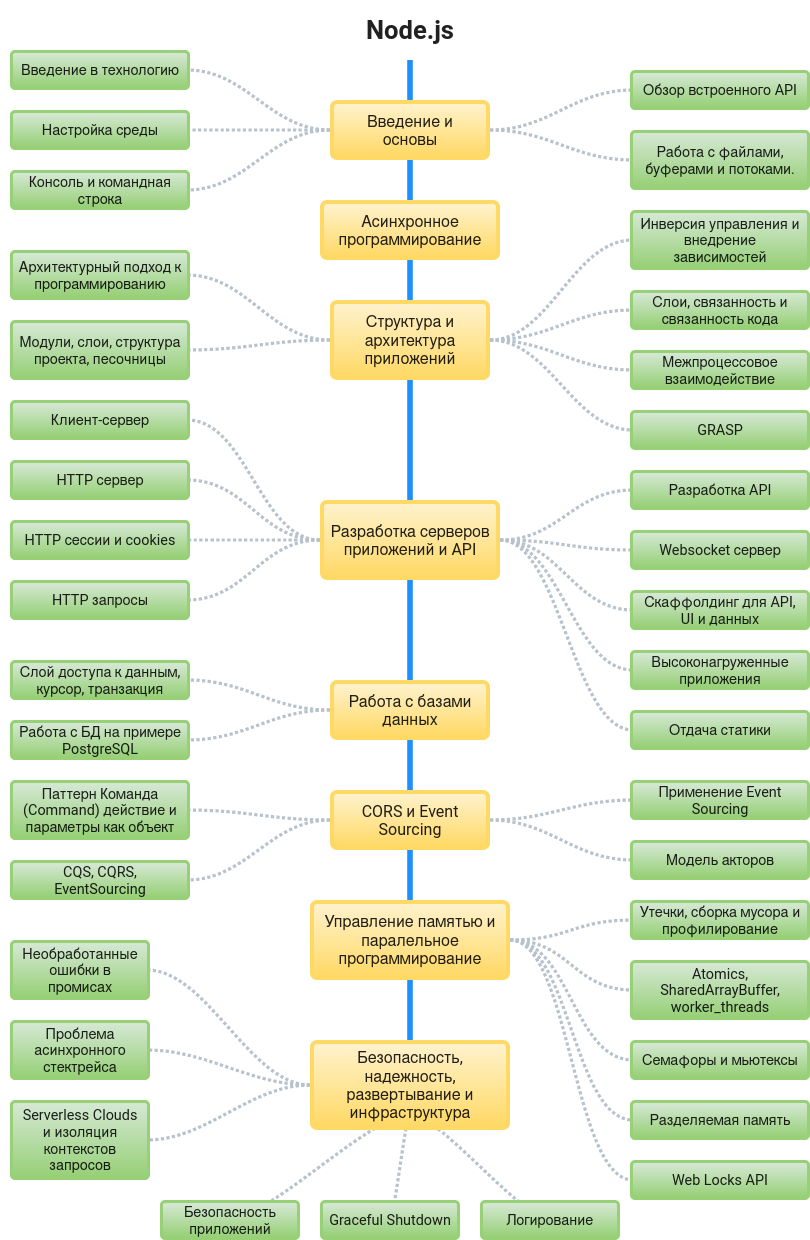 Node.js
Введение в технологию
Настройка среды
Консоль и командная
строка
Введение и
основы
Обзор встроенного API
Работа с файлами,
буферами и потоками.
Асинхронное
программирование
Архитектурный подход к
программированию
Модули, слои, структура
проекта, песочницы
Структура и
архитектура
приложений
Инверсия управления и
внедрение
зависимостей
Слои, связанность и
связанность кода
Межпроцессовое
взаимодействие
GRASP
Клиент-сервер
HTTP сервер
HTTP сессии и cookies
HTTP запросы
Разработка серверов
приложений и API
Разработка API
Websocket сервер
Скаффолдинг для API,
UI и данных
Высоконагруженные
приложения
Отдача статики
Слой доступа к данным,
курсор, транзакция
Работа с БД на примере
PostgreSQL
Работа с базами
данных
Паттерн Команда
(Command) действие и
параметры как объект
CQS, CQRS,
EventSourcing
CORS и Event
Sourcing
Применение Event
Sourcing
Модель акторов
Управление памятью и
паралельное
программирование
Утечки, сборка мусора и
профилирование
Atomics,
SharedArrayBuffer,
worker_threads
Семафоры и мьютексы
Разделяемая память
Web Locks API
Необработанные
ошибки в
промисах
Проблема
асинхронного
стектрейса
Serverless Clouds
и изоляция
контекстов
запросов
Безопасность,
надежность,
развертывание и
инфраструктура
Безопасность
приложений
Graceful Shutdown
Логирование